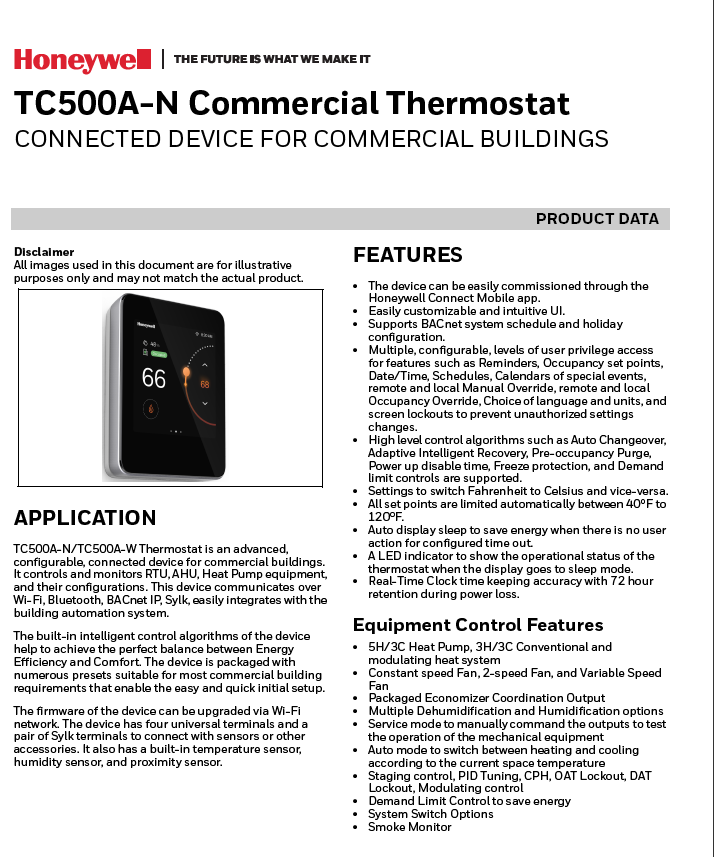 Honeywell | THE FUTURE IS WHAT WE MAKE IT
TC500A-N Commercial Thermostat
CONNECTED DEVICE FOR COMMERCIAL BUILDINGS
PRODUCT DATA
Disclaimer
All images used in this document are for illustrative
purposes only and may not match the actual product.
Honeywell
48
66
68
APPLICATION
TC500A-N/TC500A-W Thermostat is an advanced,
configurable, connected device for commercial buildings.
It controls and monitors RTU, AHU, Heat Pump equipment,
and their configurations. This device communicates over
Wi-Fi, Bluetooth, BACnet IP, Sylk, easily integrates with the
building automation system.
The built-in intelligent control algorithms of the device
help to achieve the perfect balance between Energy
Efficiency and Comfort. The device is packaged with
numerous presets suitable for most commercial building
requirements that enable the easy and quick initial setup.
The firmware of the device can be upgraded via Wi-Fi
network. The device has four universal terminals and a
pair of Sylk terminals to connect with sensors or other
accessories. It also has a built-in temperature sensor,
humidity sensor, and proximity sensor.
FEATURES
• The device can be easily commissioned through the
Honeywell Connect Mobile app.
• Easily customizable and intuitive UI.
• Supports BACnet system schedule and holiday
configuration.
• Multiple, configurable, levels of user privilege access
for features such as Reminders, Occupancy set points,
Date/Time, Schedules, Calendars of special events,
remote and local Manual Override, remote and local
Occupancy Override, Choice of language and units, and
screen lockouts to prevent unauthorized settings
changes.
• High level control algorithms such as Auto Changeover,
Adaptive Intelligent Recovery, Pre-occupancy Purge,
Power up disable time, Freeze protection, and Demand
limit controls are supported.
• Settings to switch Fahrenheit to Celsius and vice-versa.
• All set points are limited automatically between 40ºF to
120ºF.
• Auto display sleep to save energy when there is no user
action for configured time out.
• A LED indicator to show the operational status of the
thermostat when the display goes to sleep mode.
• Real-Time Clock time keeping accuracy with 72 hour
retention during power loss.
Equipment Control Features
• 5H/3C Heat Pump, 3H/3C Conventional and
modulating heat system
• Constant speed Fan, 2-speed Fan, and Variable Speed
Fan
• Packaged Economizer Coordination Output
• Multiple Dehumidification and Humidification options
• Service mode to manually command the outputs to test
the operation of the mechanical equipment
• Auto mode to switch between heating and cooling
according to the current space temperature
• Staging control, PID Tuning, CPH, OAT Lockout, DAT
Lockout, Modulating control
• Demand Limit Control to save energy
• System Switch Options
• Smoke Monitor